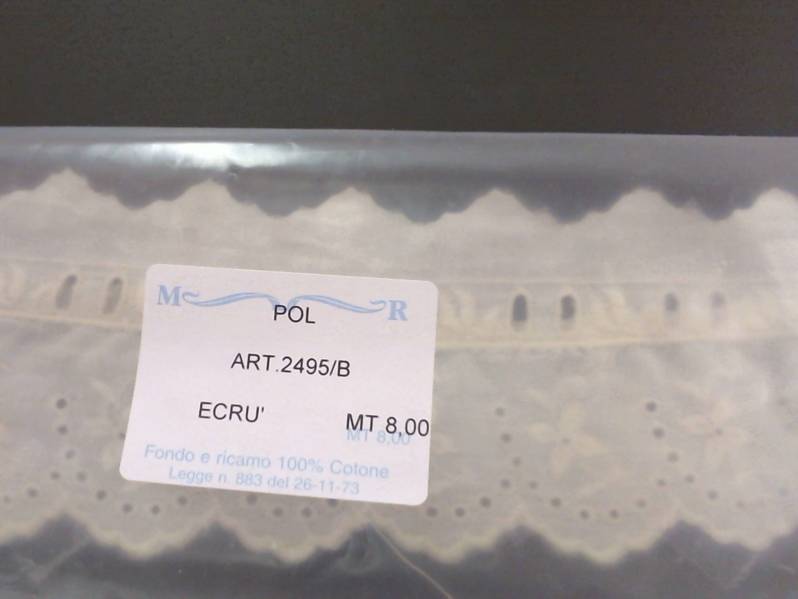 M R
POL
ART.2495/B
ECRU' MT 8,00
MT 8,00
Fondo e ricamo 100% Cotone
Legge n. 883 del 26-11-73